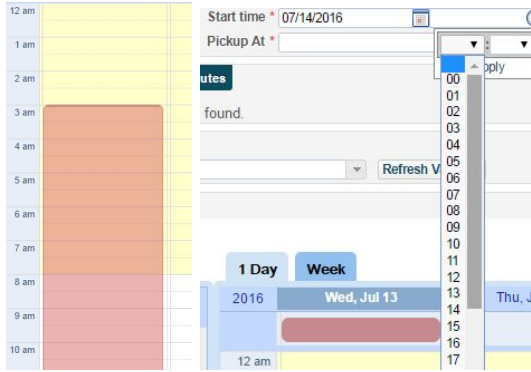 12 am
1 am
2 am
3 am
4 am
5 am
6 am
7 am
8 am
9 am
10 am
Start time * 07/14/2016
Pickup At *
:
00
01
02
03
04
05
06
07
08
09
10
11
12
13
14
15
16
17
found.
Refresh
1 Day Week
2016 Wed, Jul 13 Thu,
12 am